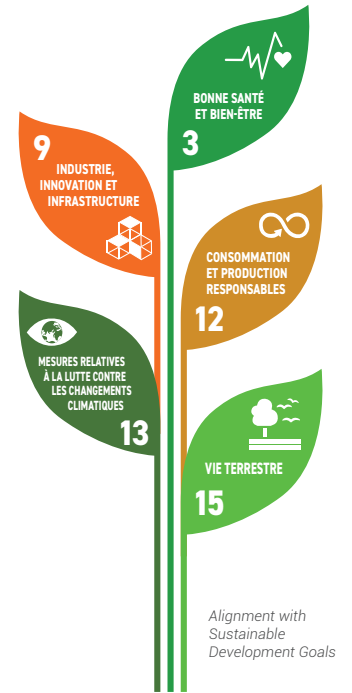 BONNE SANTÉ
ET BIEN-ÊTRE
3
9
INDUSTRIE,
INNOVATION ET
INFRASTRUCTURE
CONSOMMATION
ET PRODUCTION
RESPONSABLES
12
MESURES RELATIVES
À LA LUTTE CONTRE
LES CHANGEMENTS
CLIMATIQUES
13
VIE TERRESTRE
15
Alignment with
Sustainable
Development Goals